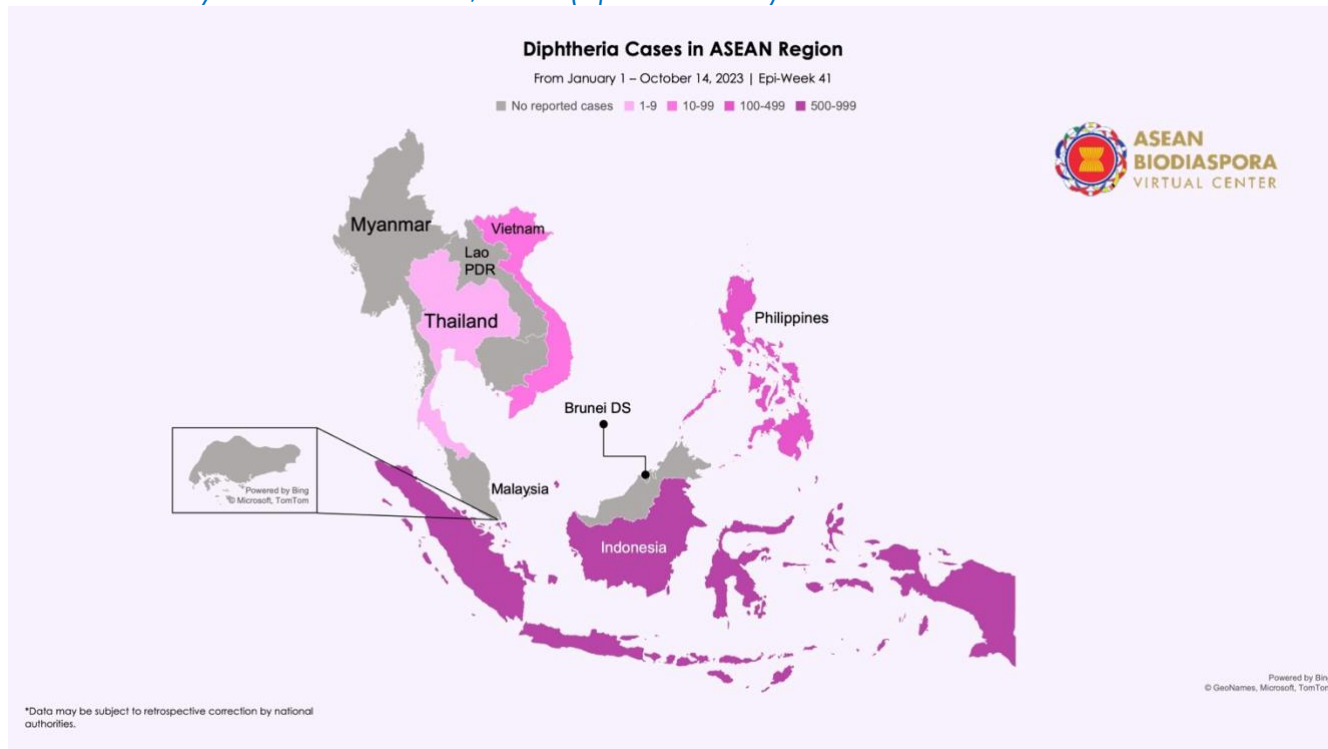 Diphtheria Cases in ASEAN Region
From January 1 – October 14, 2023 | Epi-Week 41
No reported cases 1-9 10-99 100-499 500-999
ASEAN
BIODIASPORA
VIRTUAL CENTER
Myanmar
Vietnam
Lao
PDR
Thailand
Philippines
Brunei DS
Malaysia
Powered by Bing
© Microsoft, TomTom
Indonesia
Powered by Bing
© GeoNames, Microsoft, TomTom
*Data may be subject to retrospective correction by national
authorities.